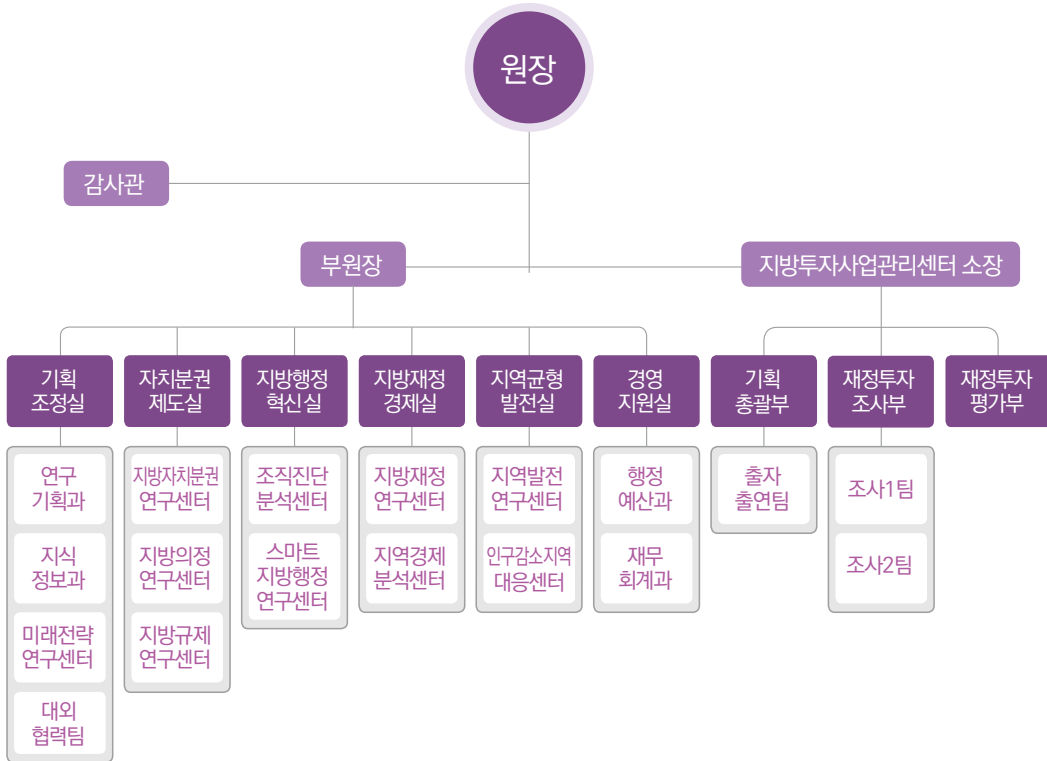 원장
감사관
부원장
지방투자사업관리센터 소장
기획
조정실
자치분권
제도실
지방행정
혁신실
지방재정
경제실
지역균형
발전실
경영
지원실
기획
총괄부
재정투자
조사부
재정투자
평가부
연구
기획과
지식
정보과
미래전략
연구센터
대외
협력팀
지방자치분권
연구센터
지방의정
연구센터
지방규제
연구센터
조직진단
분석센터
스마트
지방행정
연구센터
지방재정
연구센터
지역경제
분석센터
지역발전
연구센터
인구감소지역
대응센터
행정
예산과
재무
회계과
출자
출연팀
조사1팀
조사2팀